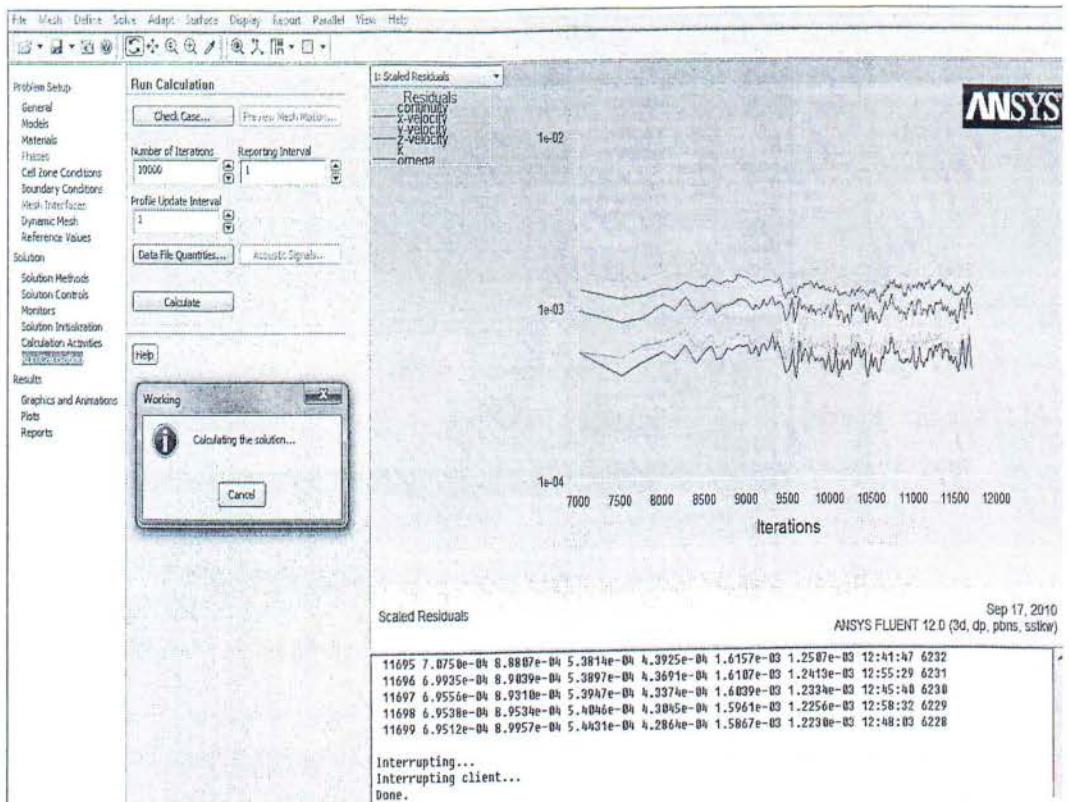 File Mesh Define Solve Adapt Surface Display Report Parallel View Help
Problem Setup
General
Models
Materials
Phases
Cell Zone Conditions
Boundary Conditions
Mesh Interfaces
Dynamic Mesh
Reference Values
Solution
Solution Methods
Solution Controls
Monitors
Solution Initialization
Calculation Activities
Run Calculation
Results
Graphics and Animations
Plots
Reports
Run Calculation
Check Case... Preview Mesh Motion...
Number of Iterations Reporting Interval
10000 1
Profile Update Interval
1
Data File Quantities... Acoustic Signals...
Calculate
Help
Working
Calculating the solution...
Cancel
1: Scaled Residuals
Residuals
continuity
x-velocity
y-velocity
z-velocity
k
omega
ANSYS
1e-02
1e-03
1e-04
7000 7500 8000 8500 9000 9500 10000 10500 11000 11500 12000
Iterations
Scaled Residuals
Sep 17, 2010
ANSYS FLUENT 12.0 (3d, dp, pbns, sstkw)
11695 7.0750e-04 8.8807e-04 5.3814e-04 4.3925e-04 1.6157e-03 1.2507e-03 12:41:47 6232
11696 6.9935e-04 8.9039e-04 5.3897e-04 4.3691e-04 1.6107e-03 1.2413e-03 12:55:29 6231
11697 6.9556e-04 8.9310e-04 5.3947e-04 4.3374e-04 1.6039e-03 1.2334e-03 12:45:40 6230
11698 6.9538e-04 8.9534e-04 5.4046e-04 4.3045e-04 1.5961e-03 1.2256e-03 12:58:32 6229
11699 6.9512e-04 8.9957e-04 5.4431e-04 4.2864e-04 1.5867e-03 1.2230e-03 12:48:03 6228
Interrupting...
Interrupting client...
Done.